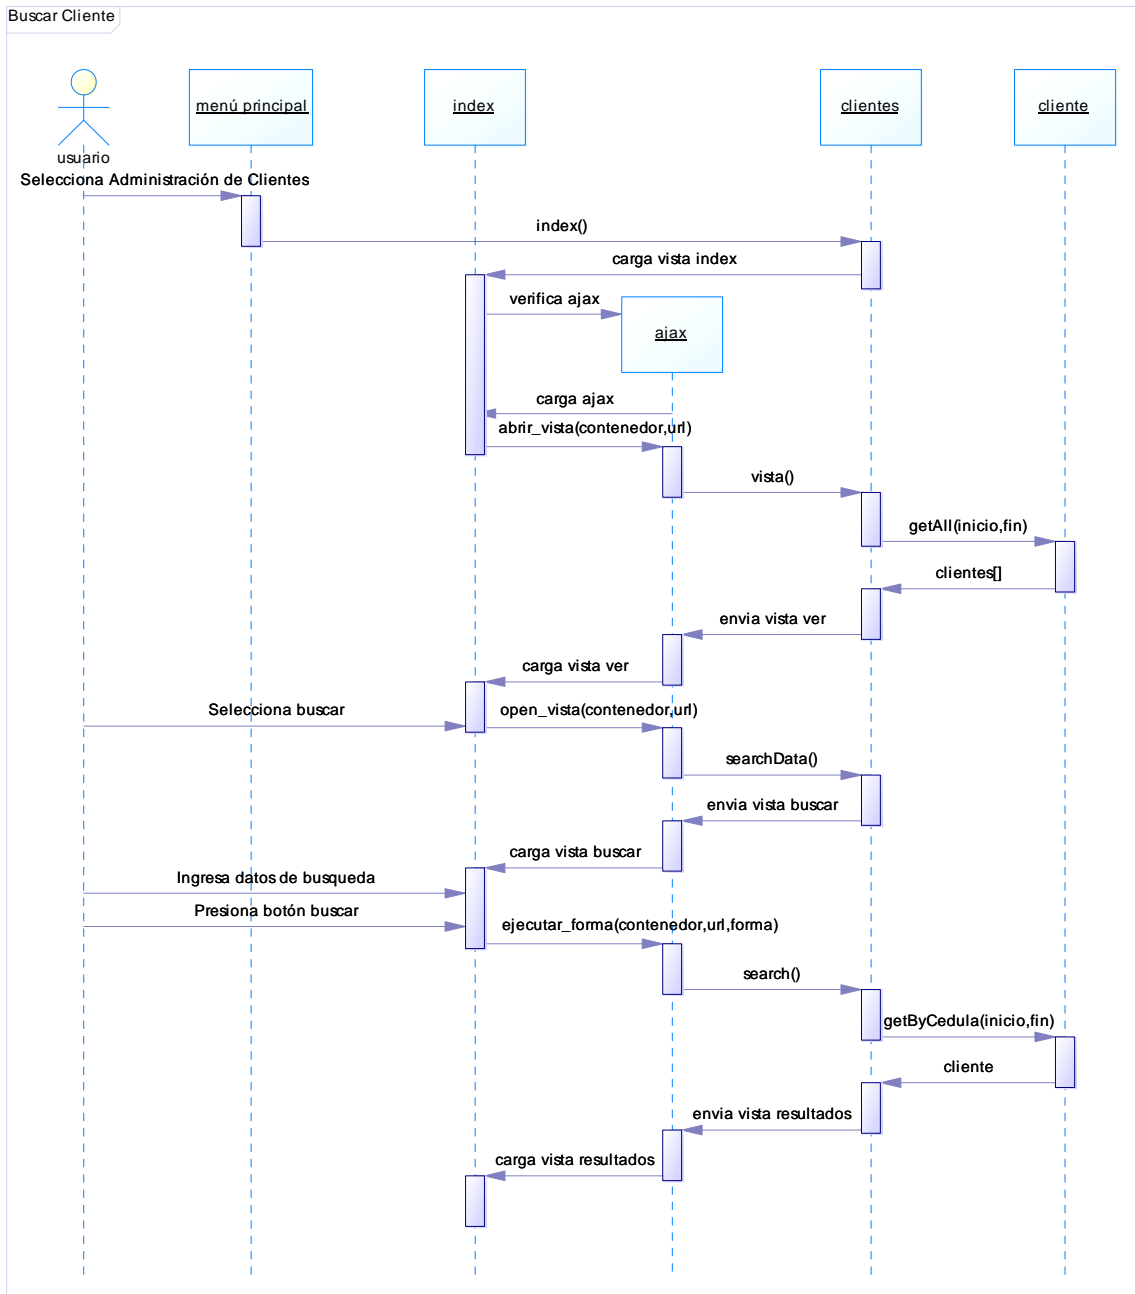 Buscar Cliente
usuario
menú principal
index
clientes
cliente
Selecciona Administración de Clientes
index()
carga vista index
verifica ajax
ajax
carga ajax
abrir_vista(contenedor,url)
vista()
getAll(inicio,fin)
clientes[]
envia vista ver
carga vista ver
Selecciona buscar
open_vista(contenedor,url)
searchData()
envia vista buscar
carga vista buscar
Ingresa datos de busqueda
Presiona botón buscar
ejecutar_forma(contenedor,url,forma)
search()
getByCedula(inicio,fin)
cliente
envia vista resultados
carga vista resultados